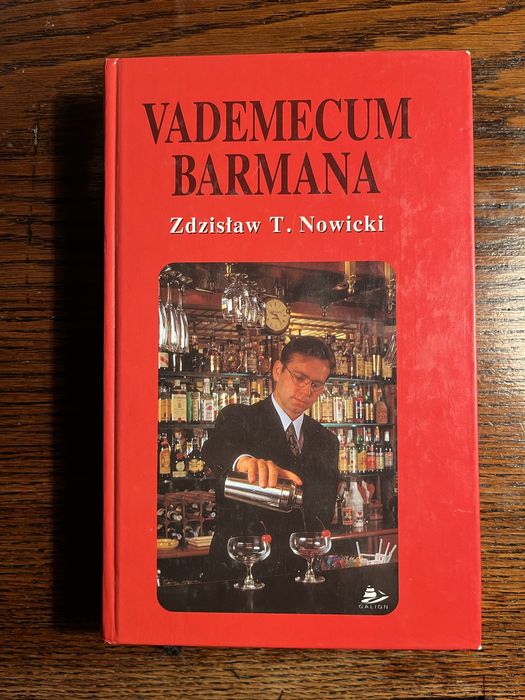 VADEMECUM
BARMANA
Zdzisław T. Nowicki
GALION